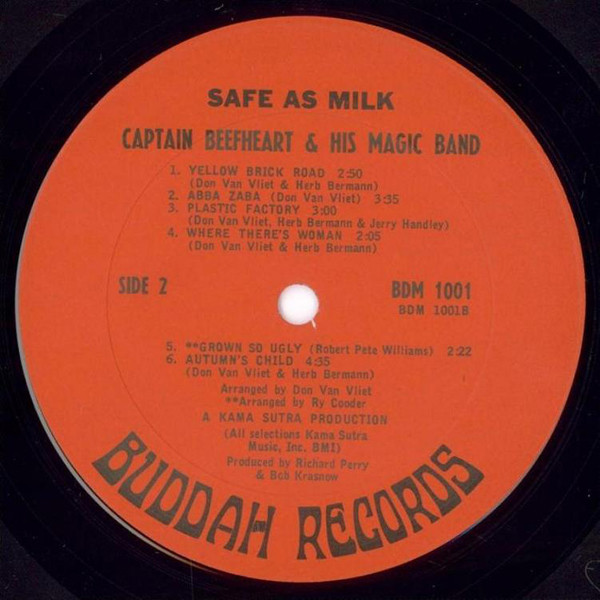 SAFE AS MILK
CAPTAIN BEEFHEART & HIS MAGIC BAND
1. YELLOW BRICK ROAD 2:50
(Don Van Vliet & Herb Bermann)
2. ABBA ZABA (Don Van Vliet) 3:35
3. PLASTIC FACTORY 3:00
(Don Van Vliet, Herb Bermann & Jerry Handley)
4. WHERE THERE'S WOMAN 2:05
(Don Van Vliet & Herb Bermann)
SIDE 2
BDM 1001
BDM 1001B
5. **GROWN SO UGLY (Robert Pete Williams) 2:22
6. AUTUMN'S CHILD 4:35
(Don Van Vliet & Herb Bermann)
Arranged by Don Van Vliet
**Arranged by Ry Cooder
A KAMA SUTRA PRODUCTION
(All selections Kama Sutra
Music, Inc. BMI)
Produced by Richard Perry
& Bob Krasnow
BUDDAH RECORDS